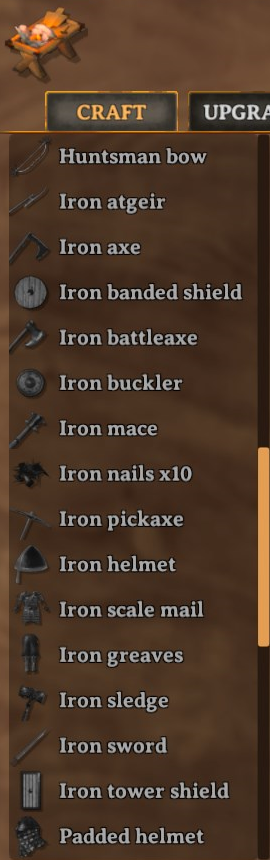 CRAFT
UPGRA
Huntsman bow
Iron atgeir
Iron axe
Iron banded shield
Iron battleaxe
Iron buckler
Iron mace
Iron nails x10
Iron pickaxe
Iron helmet
Iron scale mail
Iron greaves
Iron sledge
Iron sword
Iron tower shield
Padded helmet